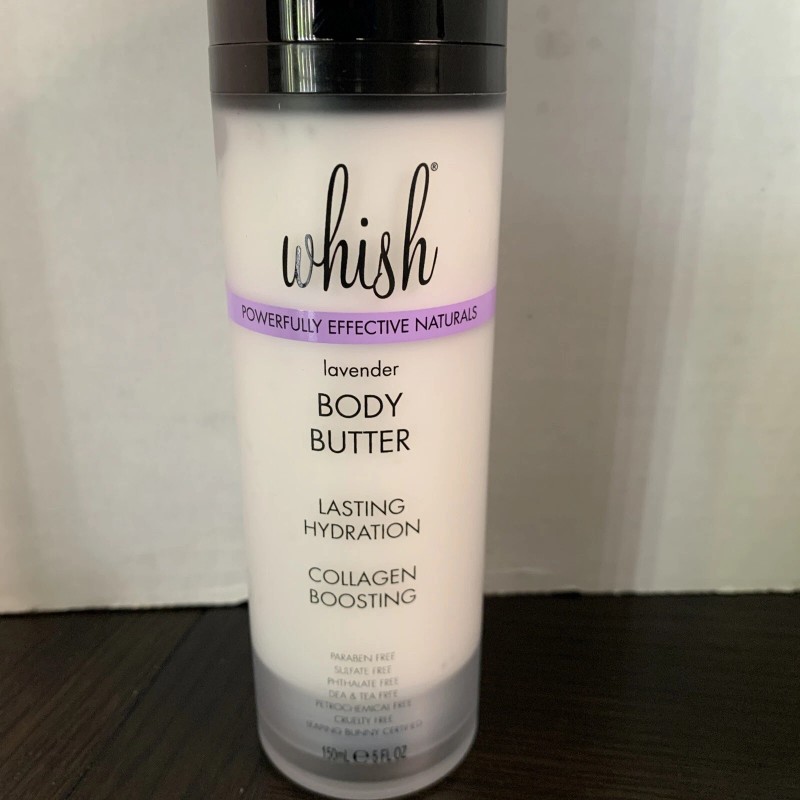 whish®
POWERFULLY EFFECTIVE NATURALS
lavender
BODY
BUTTER
LASTING
HYDRATION
COLLAGEN
BOOSTING
PARABEN FREE
SULFATE FREE
PHTHALATE FREE
DEA & TEA FREE
PETROCHEMICAL FREE
CRUELTY FREE
LEAPING BUNNY CERTIFIED
150mL ℮ 5 FL OZ